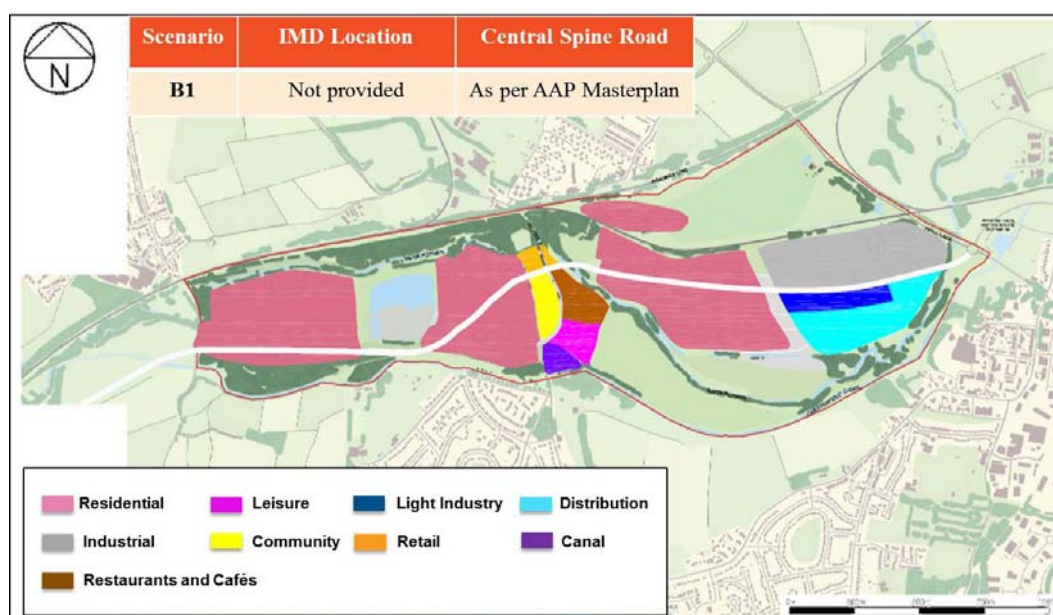 Scenario IMD Location Central Spine Road
B1 Not provided As per AAP Masterplan
N
Residential Leisure Light Industry Distribution
Industrial Community Retail Canal
Restaurants and Cafés